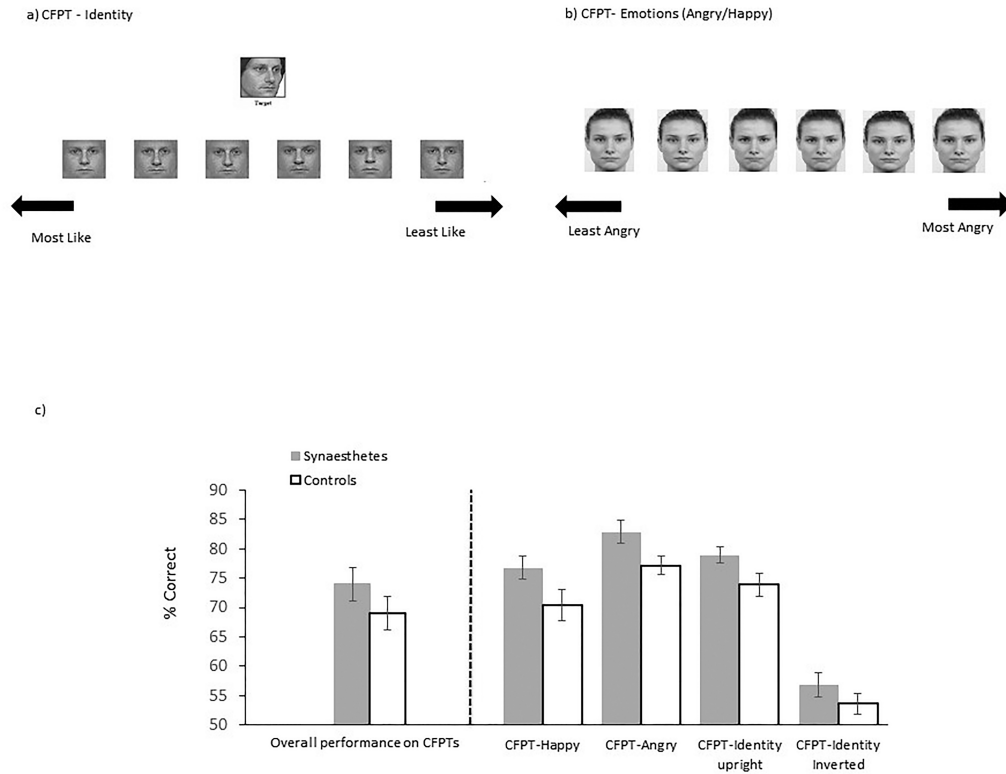 a) CFPT - Identity
Target
Most Like
Least Like
b) CFPT- Emotions (Angry/Happy)
Least Angry
Most Angry
c)
Synaesthetes
Controls
% Correct
90
85
80
75
70
65
60
55
50
Overall performance on CFPTs
CFPT-Happy
CFPT-Angry
CFPT-Identity
upright
CFPT-Identity
Inverted